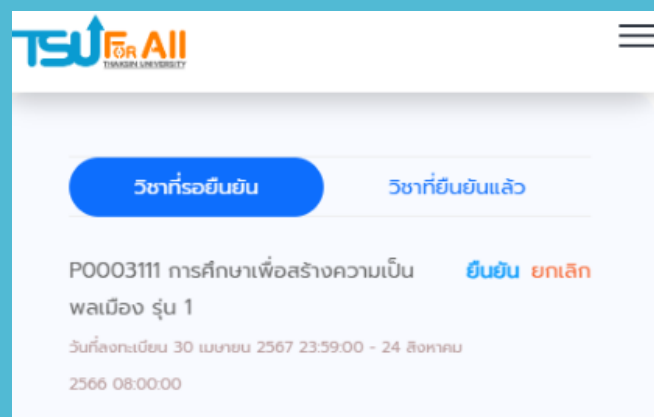 TSU FOR All
THAKSIN UNIVERSITY
วิชาที่รอยืนยัน วิชาที่ยืนยันแล้ว
P0003111 การศึกษาเพื่อสร้างความเป็น ยืนยัน ยกเลิก
พลเมือง รุ่น 1
วันที่ลงทะเบียน 30 เมษายน 2567 23:59:00 - 24 สิงหาคม
2566 08:00:00